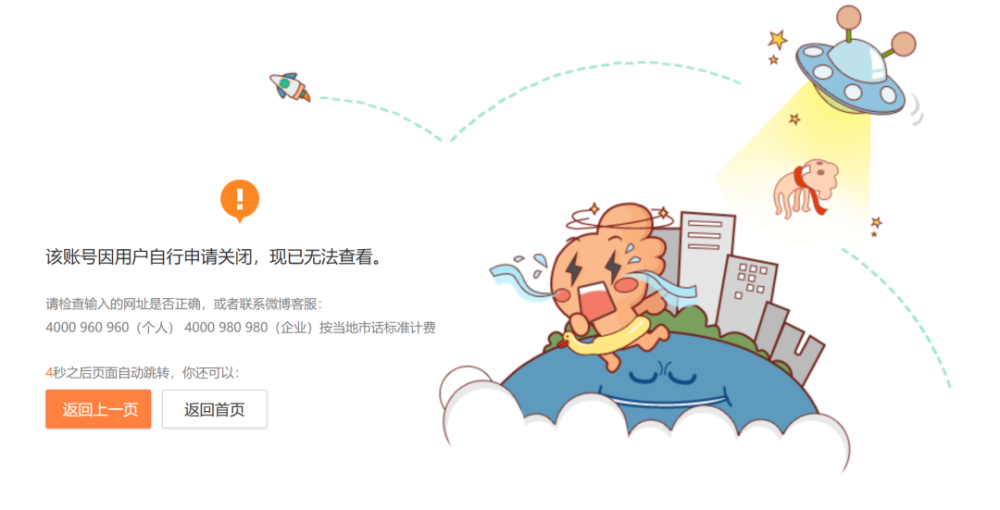 该账号因用户自行申请关闭，现已无法查看。
请检查输入的网址是否正确，或者联系微博客服：
4000 960 960（个人） 4000 980 980（企业）按当地市话标准计费
4秒之后页面自动跳转，你还可以：
返回上一页 返回首页